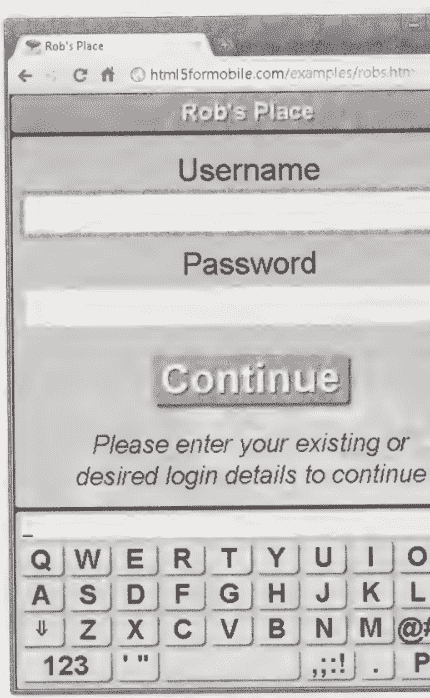 Rob's Place
html5formobile.com/examples/robs.htm
Rob's Place
Username
Password
Continue
Please enter your existing or
desired login details to continue
_
Q W E R T Y U I O
A S D F G H J K L
⇓ Z X C V B N M @#
123 ' " ,;:! . P